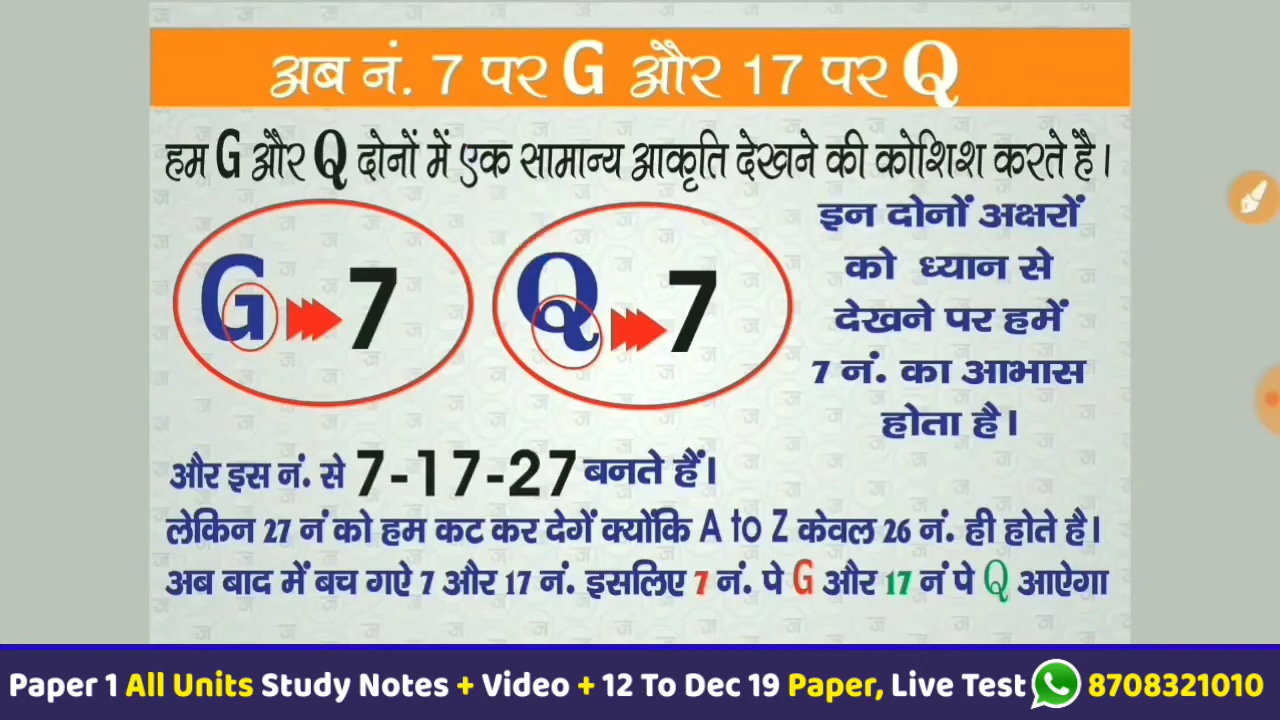 अब नं. 7 पर G और 17 पर Q
हम G और Q दोनों में एक सामान्य आकृति देखने की कोशिश करते है।
G 7
Q 7
इन दोनों अक्षरों
को ध्यान से
देखने पर हमें
7 नं. का आभास
होता है।
और इस नं. से 7-17-27 बनते हैं।
लेकिन 27 नं को हम कट कर देगें क्योंकि A to Z केवल 26 नं. ही होते है।
अब बाद में बच गऐ 7 और 17 नं. इसलिए 7 नं. पे G और 17 नं पे Q आऐगा
Paper 1 All Units Study Notes + Video + 12 To Dec 19 Paper, Live Test 8708321010